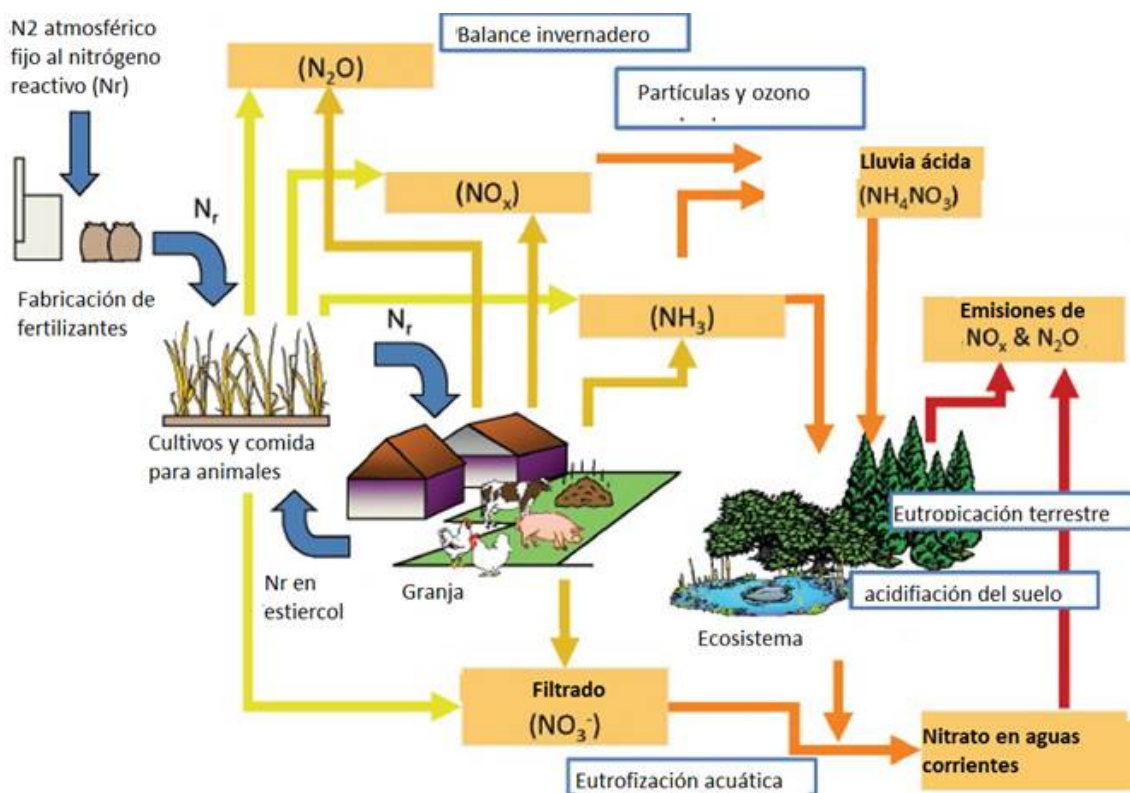 N2 atmosférico
fijo al nitrógeno
reactivo (Nr)
Balance invernadero
(N₂O)
Partículas y ozono
(NOₓ)
Lluvia ácida
(NH₄NO₃)
Nᵣ
Fabricación de
fertilizantes
(NH₃)
Emisiones de
NOₓ & N₂O
Nᵣ
Cultivos y comida
para animales
Eutropicación terrestre
Nr en
estiercol
Granja
acidifiación del suelo
Ecosistema
Filtrado
(NO₃⁻)
Nitrato en aguas
corrientes
Eutrofización acuática